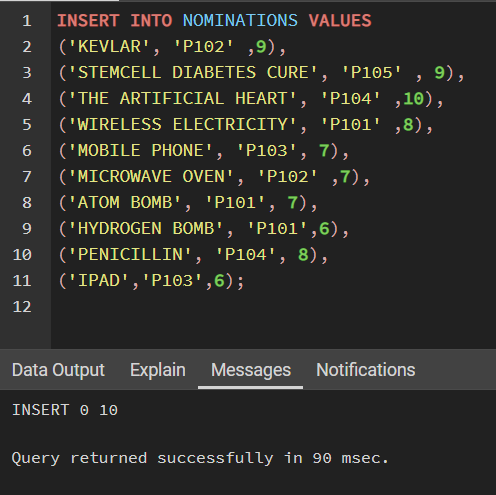 1 INSERT INTO NOMINATIONS VALUES
2 ('KEVLAR', 'P102' ,9),
3 ('STEMCELL DIABETES CURE', 'P105' , 9),
4 ('THE ARTIFICIAL HEART', 'P104' ,10),
5 ('WIRELESS ELECTRICITY', 'P101' ,8),
6 ('MOBILE PHONE', 'P103', 7),
7 ('MICROWAVE OVEN', 'P102' ,7),
8 ('ATOM BOMB', 'P101', 7),
9 ('HYDROGEN BOMB', 'P101',6),
10 ('PENICILLIN', 'P104', 8),
11 ('IPAD','P103',6);
12
Data Output Explain Messages Notifications
INSERT 0 10
Query returned successfully in 90 msec.